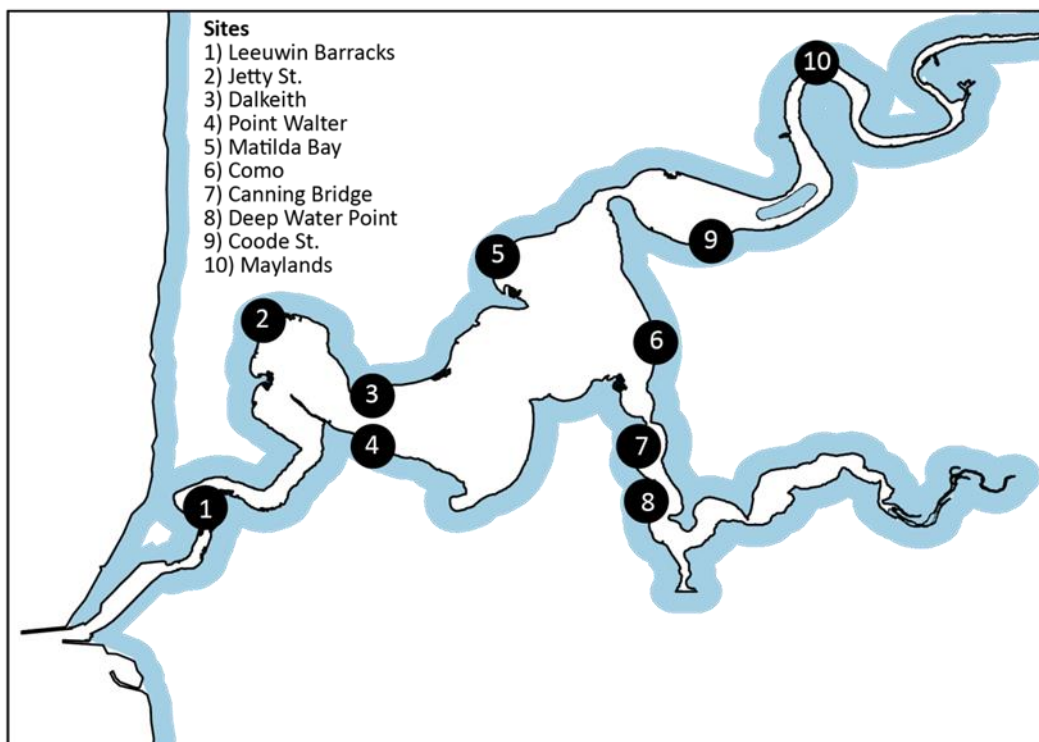 Sites
1) Leeuwin Barracks
2) Jetty St.
3) Dalkeith
4) Point Walter
5) Matilda Bay
6) Como
7) Canning Bridge
8) Deep Water Point
9) Coode St.
10) Maylands
10
9
5
2
6
3
4
7
8
1